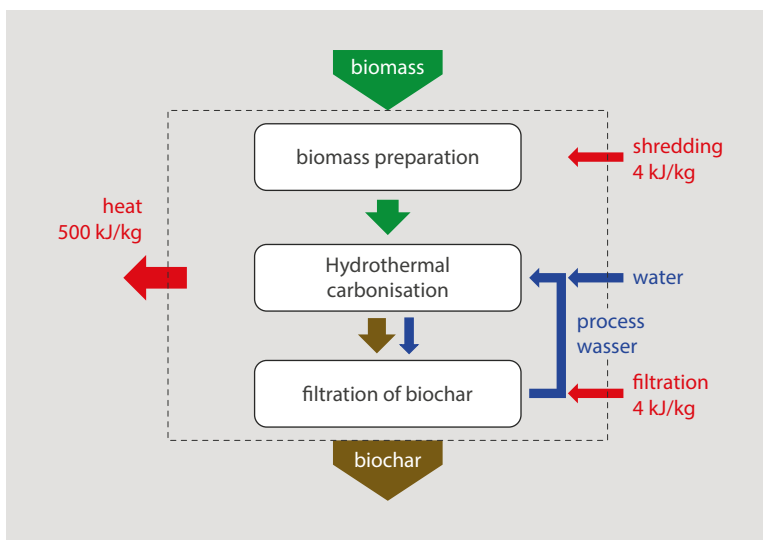 biomass
biomass preparation
shredding
4 kJ/kg
heat
500 kJ/kg
Hydrothermal
carbonisation
water
process
wasser
filtration of biochar
filtration
4 kJ/kg
biochar